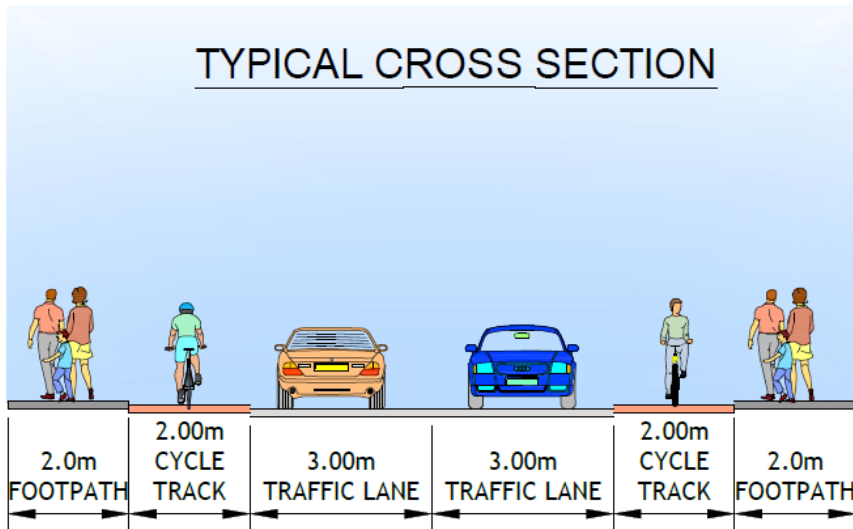 TYPICAL CROSS SECTION
2.0m
FOOTPATH
2.00m
CYCLE
TRACK
3.00m
TRAFFIC LANE
3.00m
TRAFFIC LANE
2.00m
CYCLE
TRACK
2.0m
FOOTPATH